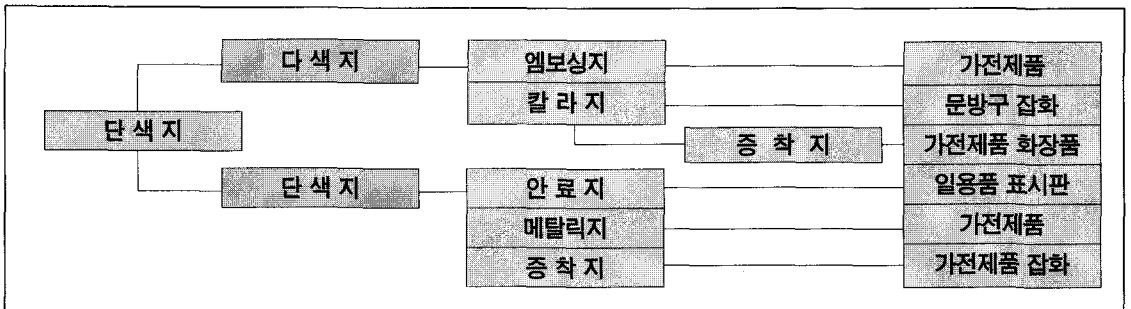 다 색 지
엠보싱지
가전제품
칼 라 지
문방구 잡화
단 색 지
증 착 지
가전제품 화장품
단 색 지
안 료 지
일용품 표시판
메탈릭지
가전제품
증 착 지
가전제품 잡화